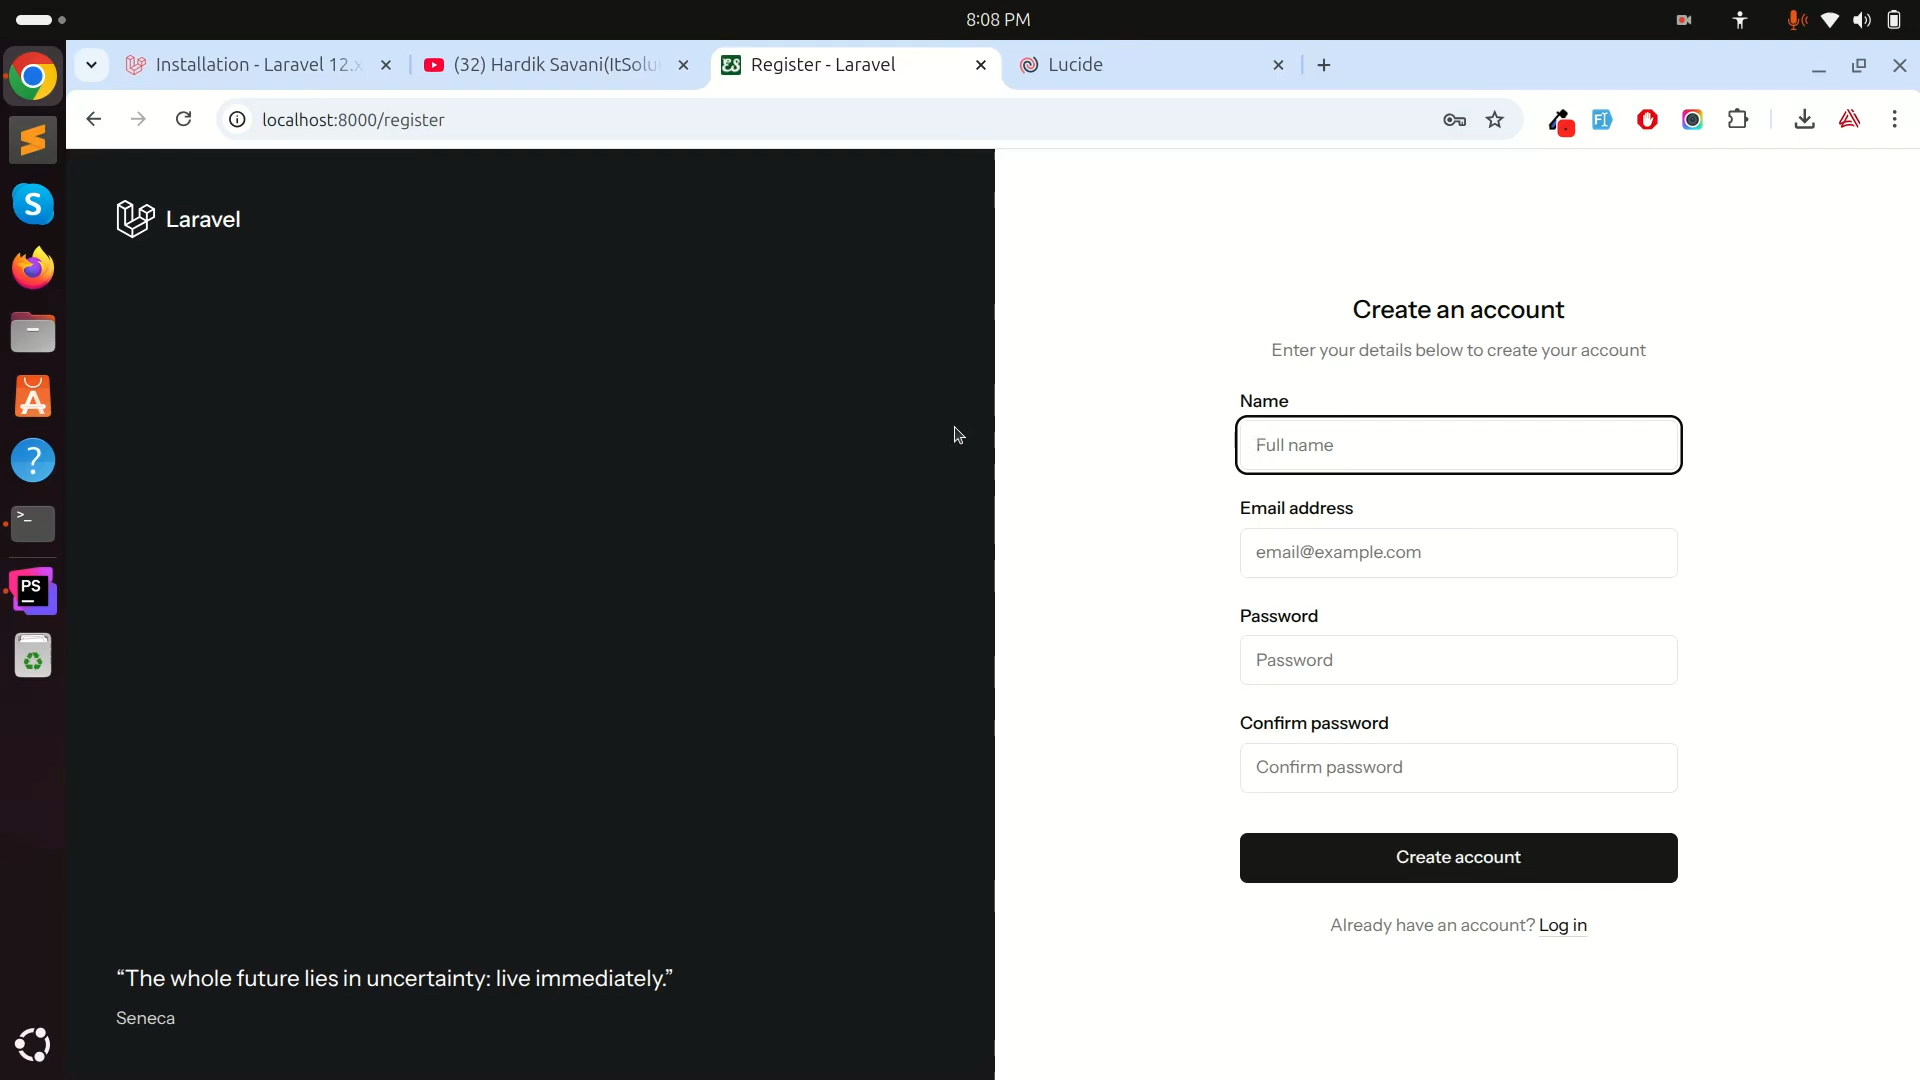 8:08 PM
Installation - Laravel 12.x
(32) Hardik Savani(ItSolu
Register - Laravel
Lucide
localhost:8000/register
Laravel
Create an account
Enter your details below to create your account
Name
Full name
Email address
email@example.com
Password
Password
Confirm password
Confirm password
Create account
Already have an account? Log in
“The whole future lies in uncertainty: live immediately.”
Seneca